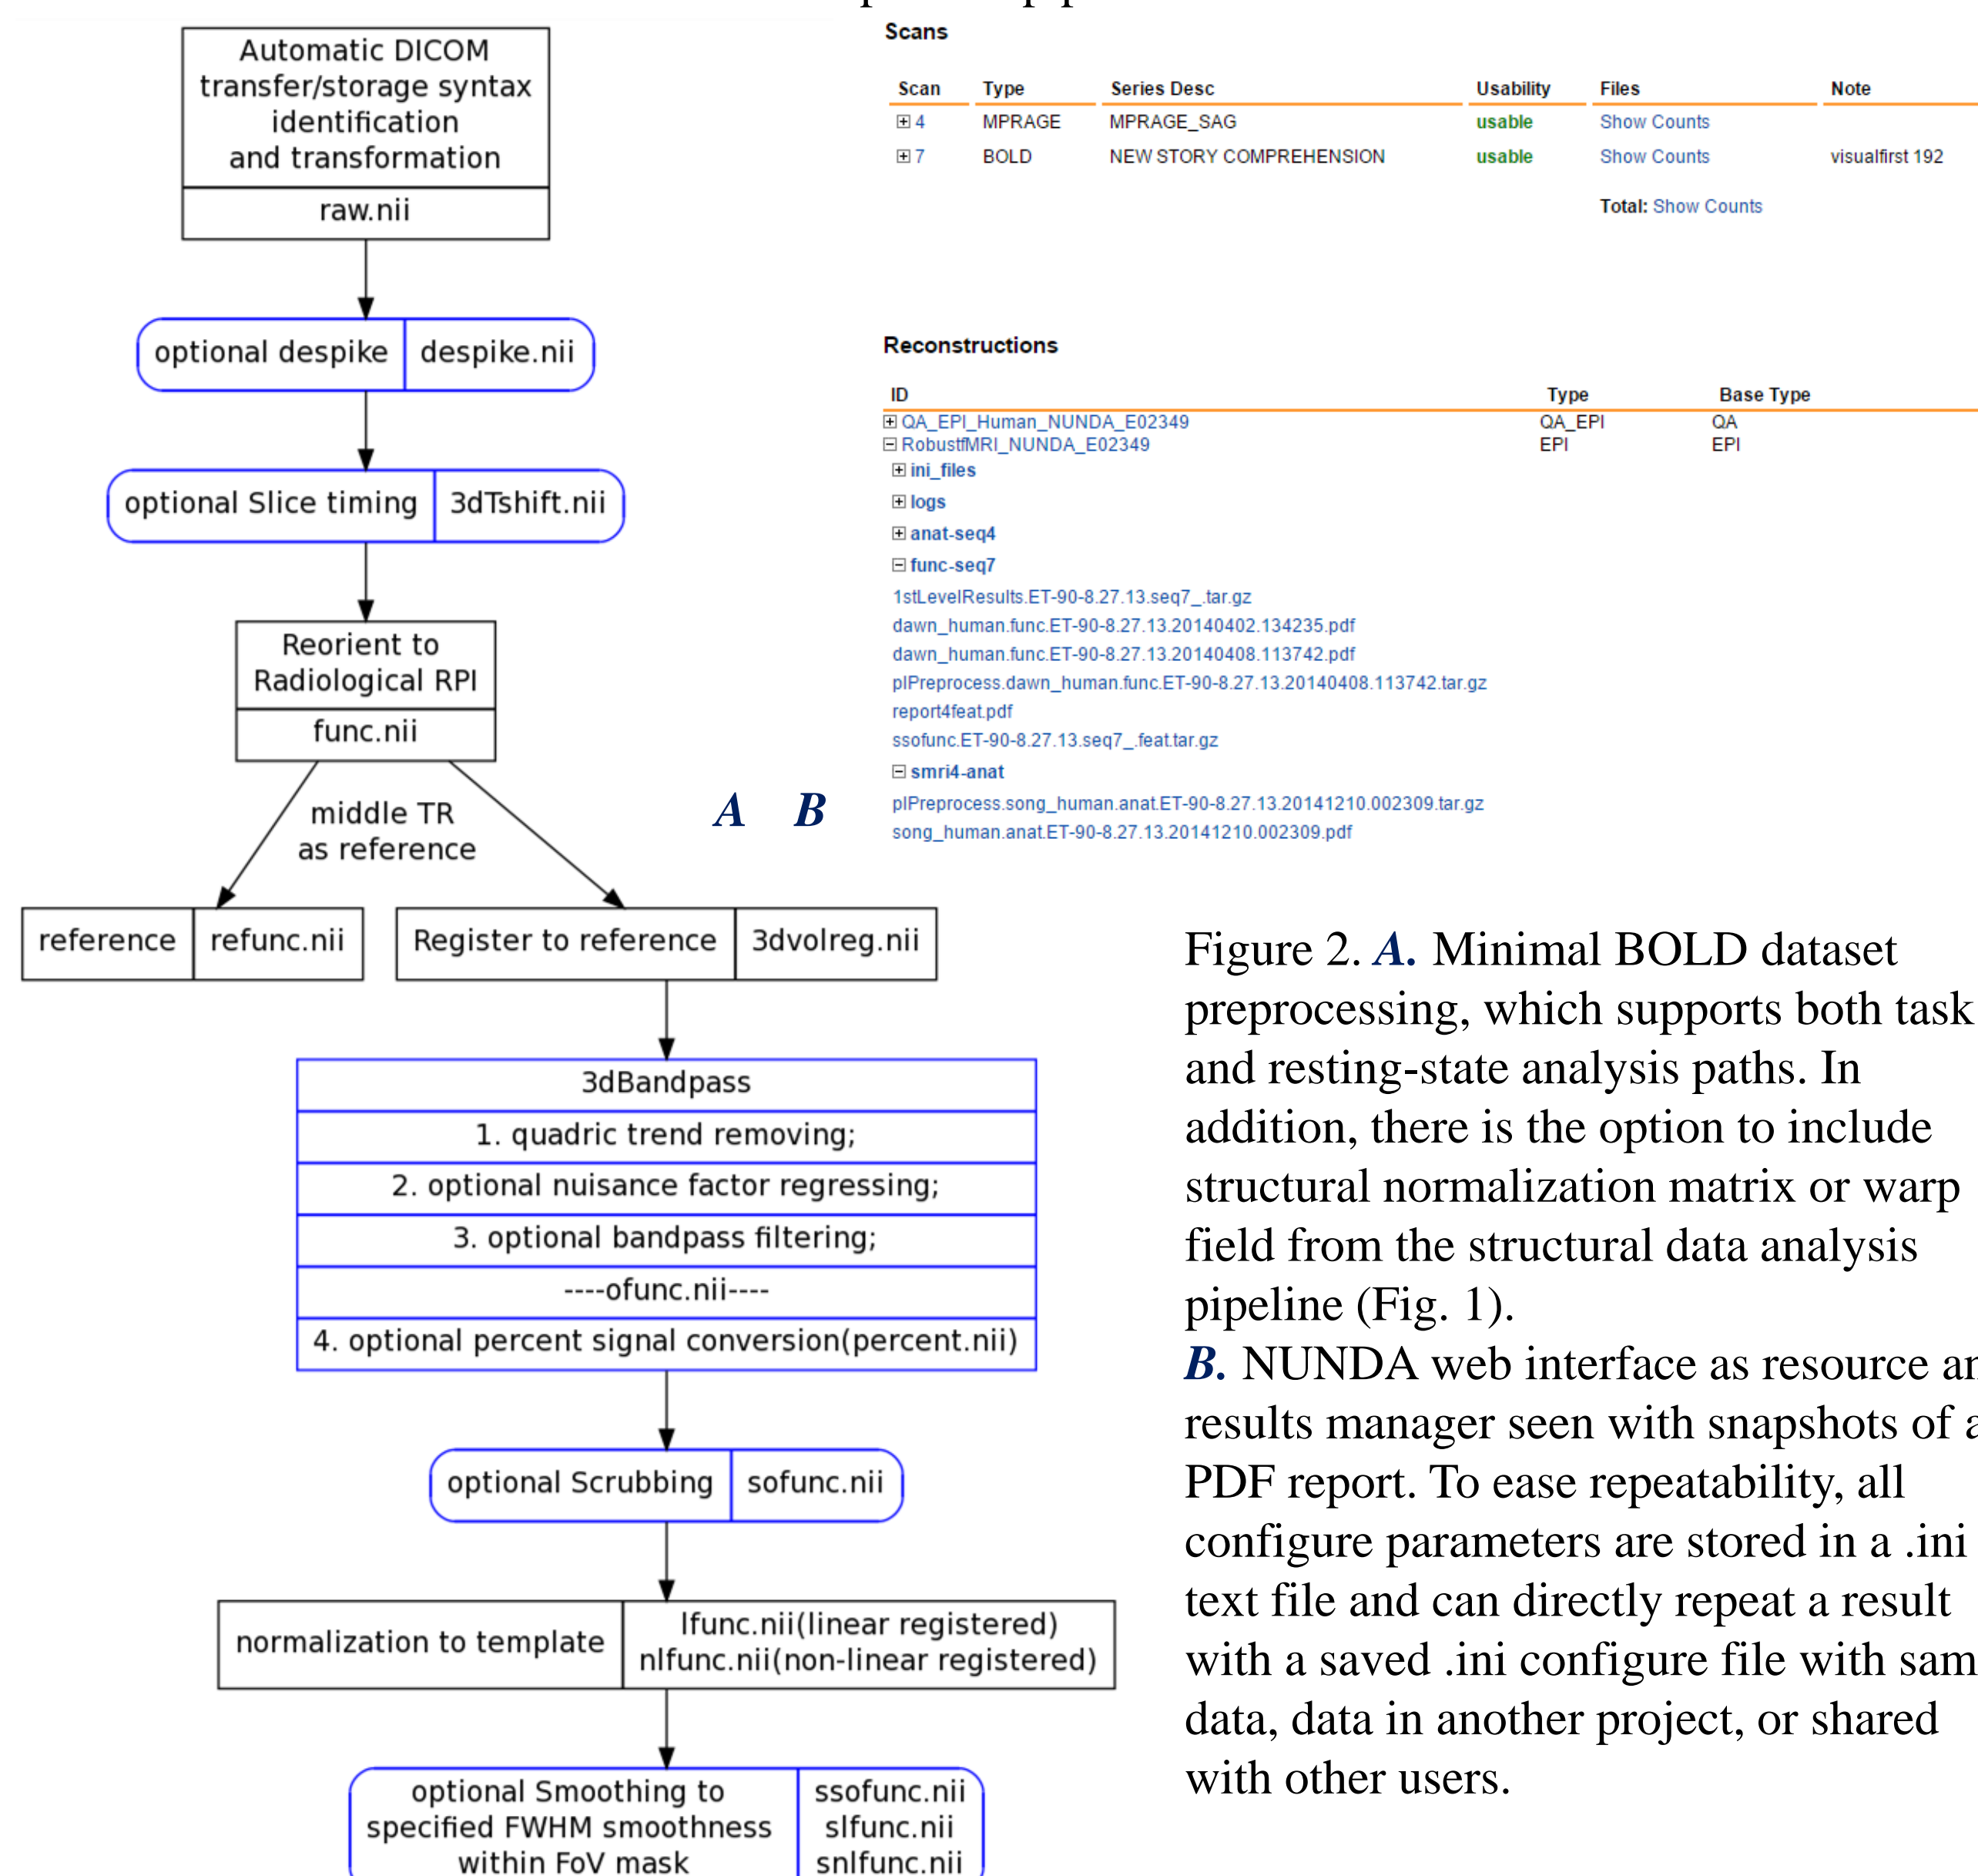 Automatic DICOM
transfer/storage syntax
identification
and transformation
raw.nii
optional despike despike.nii
optional Slice timing 3dTshift.nii
Reorient to
Radiological RPI
func.nii
middle TR
as reference
reference refunc.nii
Register to reference 3dvolreg.nii
3dBandpass
1. quadric trend removing;
2. optional nuisance factor regressing;
3. optional bandpass filtering;
----ofunc.nii----
4. optional percent signal conversion(percent.nii)
optional Scrubbing sofunc.nii
normalization to template
lfunc.nii(linear registered)
nlfunc.nii(non-linear registered)
optional Smoothing to
specified FWHM smoothness
within FoV mask
ssofunc.nii
slfunc.nii
snlfunc.nii
A B
Scans
Scan Type Series Desc Usability Files Note
4 MPRAGE MPRAGE_SAG usable Show Counts
7 BOLD NEW STORY COMPREHENSION usable Show Counts visualfirst 192
Total: Show Counts
Reconstructions
ID Type Base Type
QA_EPI_Human_NUNDA_E02349 QA_EPI QA
RobustfMRI_NUNDA_E02349 EPI EPI
ini_files
logs
anat-seq4
func-seq7
1stLevelResults.ET-90-8.27.13.seq7_.tar.gz
dawn_human.func.ET-90-8.27.13.20140402.134235.pdf
dawn_human.func.ET-90-8.27.13.20140408.113742.pdf
plPreprocess.dawn_human.func.ET-90-8.27.13.20140408.113742.tar.gz
report4feat.pdf
ssofunc.ET-90-8.27.13.seq7_.feat.tar.gz
smri4-anat
plPreprocess.song_human.anat.ET-90-8.27.13.20141210.002309.tar.gz
song_human.anat.ET-90-8.27.13.20141210.002309.pdf
Figure 2. A. Minimal BOLD dataset
preprocessing, which supports both task
and resting-state analysis paths. In
addition, there is the option to include
structural normalization matrix or warp
field from the structural data analysis
pipeline (Fig. 1).
B. NUNDA web interface as resource
results manager seen with snapshots of
PDF report. To ease repeatability, all
configure parameters are stored in a .ini
text file and can directly repeat a result
with a saved .ini configure file with
data, data in another project, or shared
with other users.